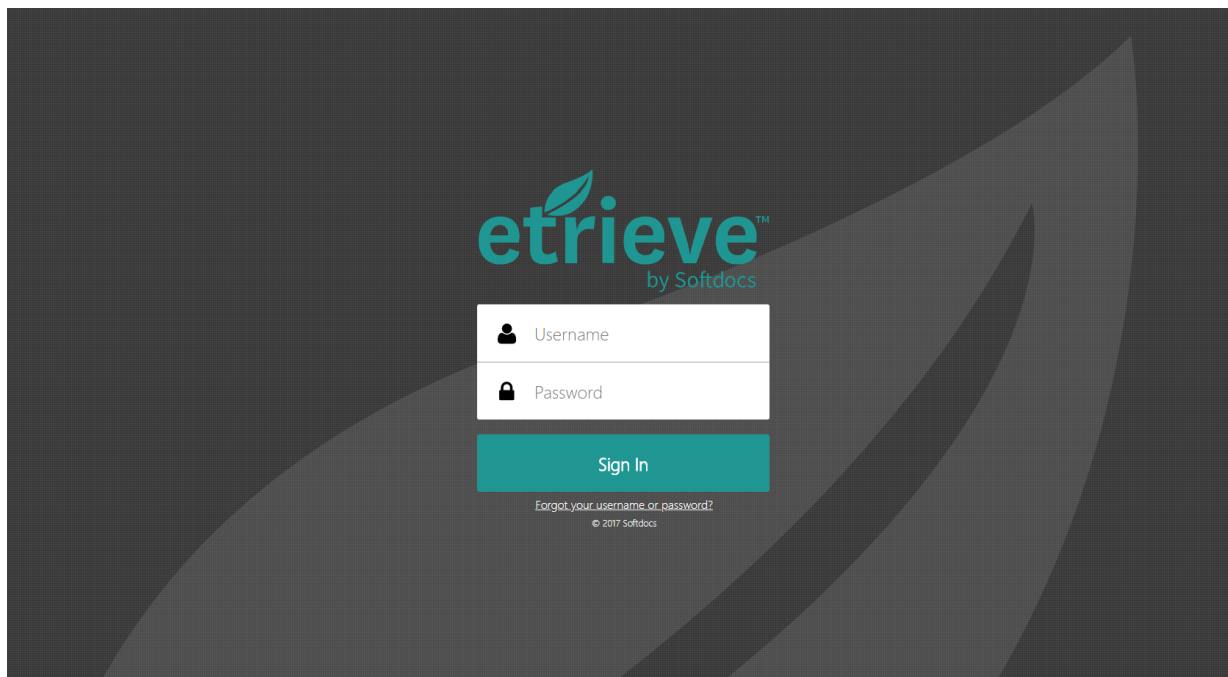 etrieve™
by Softdocs
Username
Password
Sign In
Forgot your username or password?
© 2017 Softdocs